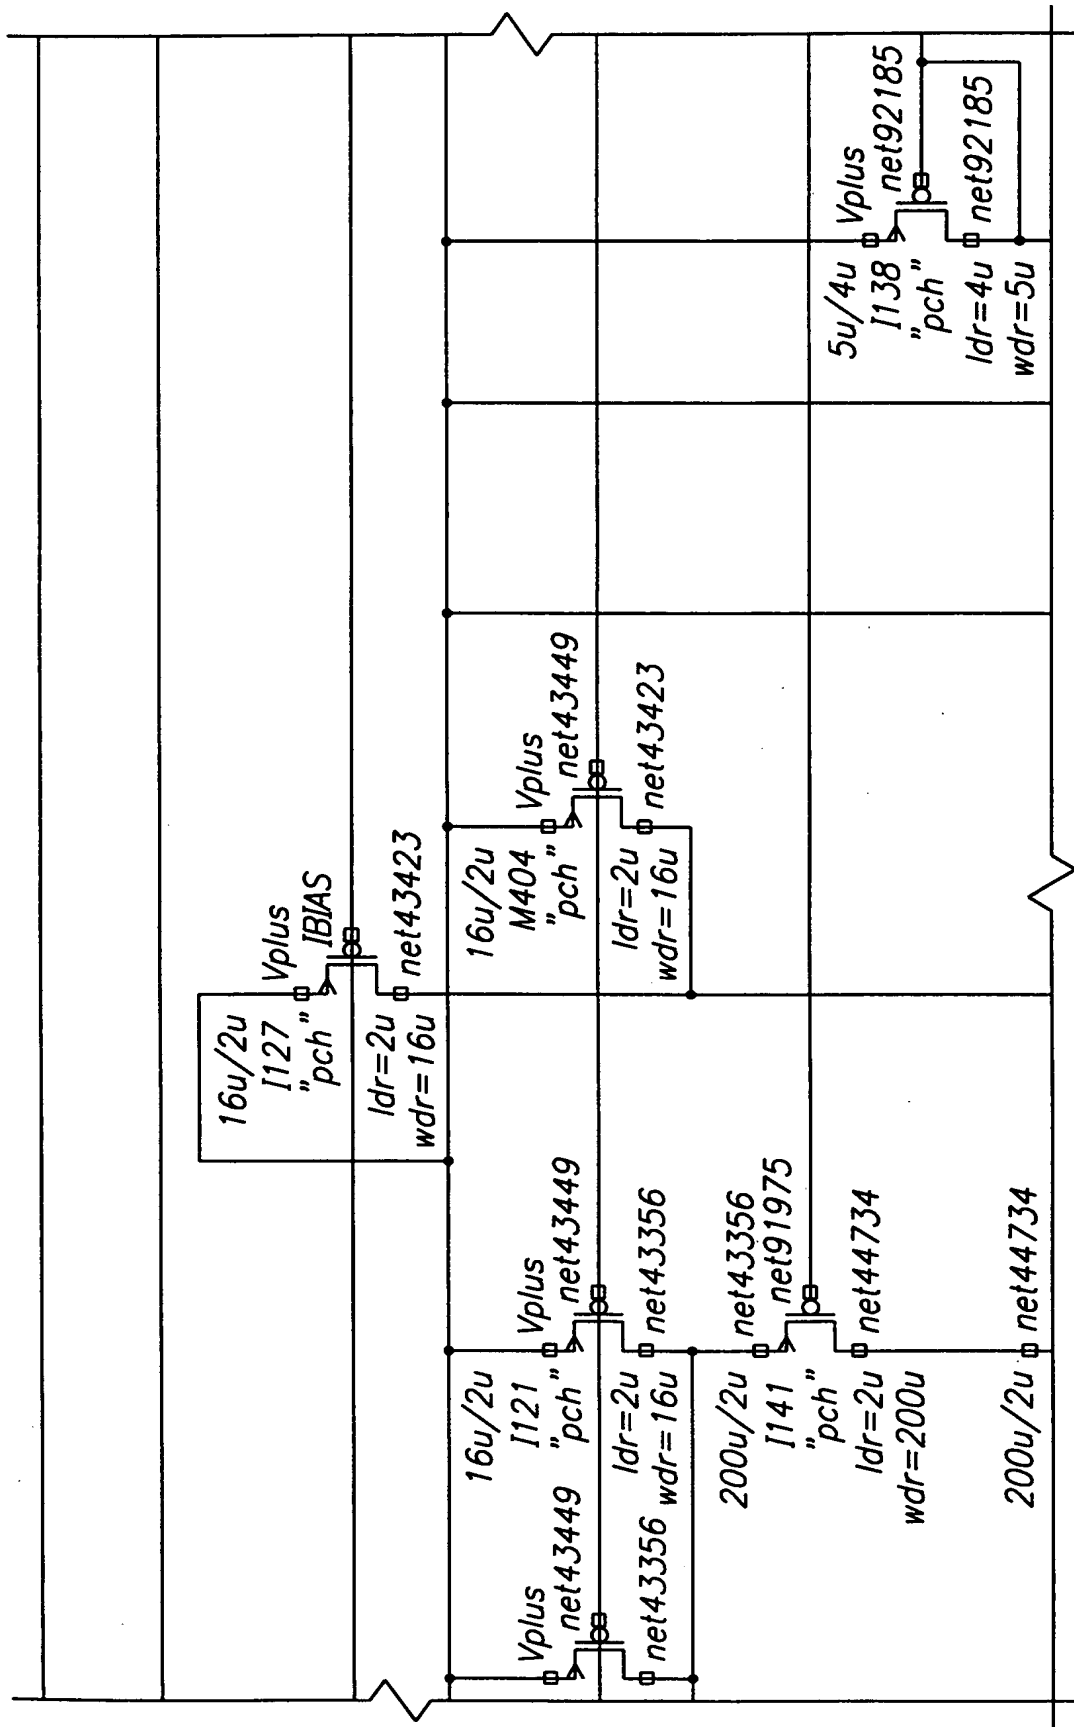 Vplus
net43449
net43356
16u/2u
I121
"pch"
ldr=2u
wdr=16u
Vplus
net43449
net43356
200u/2u
I141
"pch"
ldr=2u
wdr=200u
net43356
net91975
net44734
200u/2u
net44734
16u/2u
I127
"pch"
ldr=2u
wdr=16u
Vplus
IBIAS
net43423
16u/2u
M404
"pch"
ldr=2u
wdr=16u
Vplus
net43449
net43423
5u/4u
I138
"pch"
ldr=4u
wdr=5u
Vplus
net92185
net92185